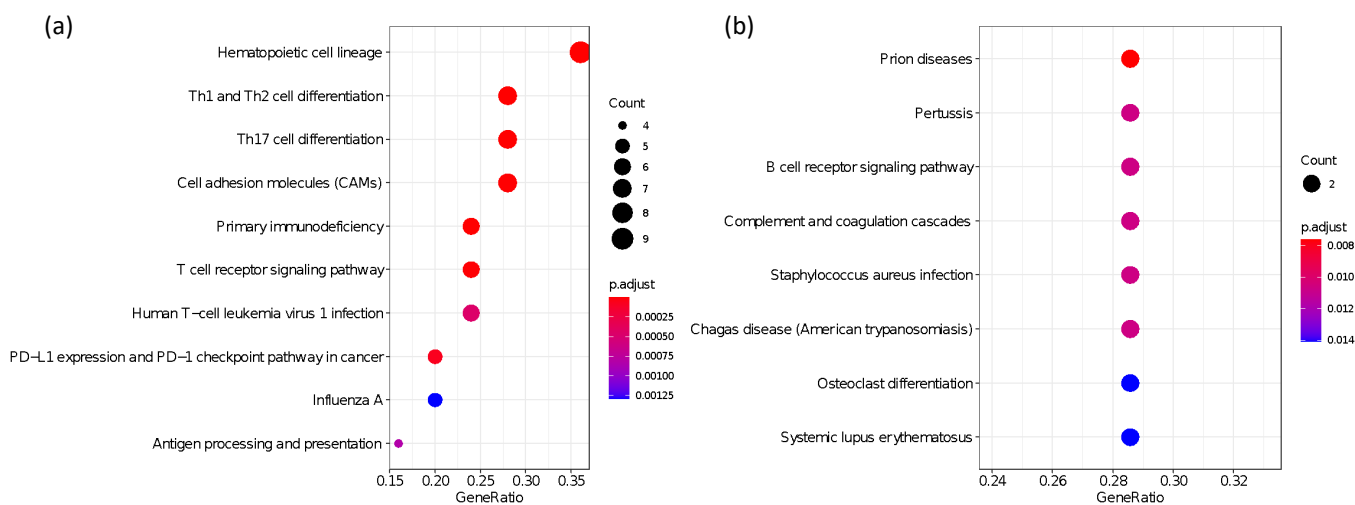 (a)
Hematopoietic cell lineage
Th1 and Th2 cell differentiation
Th17 cell differentiation
Cell adhesion molecules (CAMs)
Primary immunodeficiency
T cell receptor signaling pathway
Human T−cell leukemia virus 1 infection
PD−L1 expression and PD−1 checkpoint pathway in cancer
Influenza A
Antigen processing and presentation
0.15 0.20 0.25 0.30 0.35
GeneRatio
Count
4
5
6
7
8
9
p.adjust
0.00025
0.00050
0.00075
0.00100
0.00125
(b)
Prion diseases
Pertussis
B cell receptor signaling pathway
Complement and coagulation cascades
Staphylococcus aureus infection
Chagas disease (American trypanosomiasis)
Osteoclast differentiation
Systemic lupus erythematosus
0.24 0.26 0.28 0.30 0.32
GeneRatio
Count
2
p.adjust
0.008
0.010
0.012
0.014